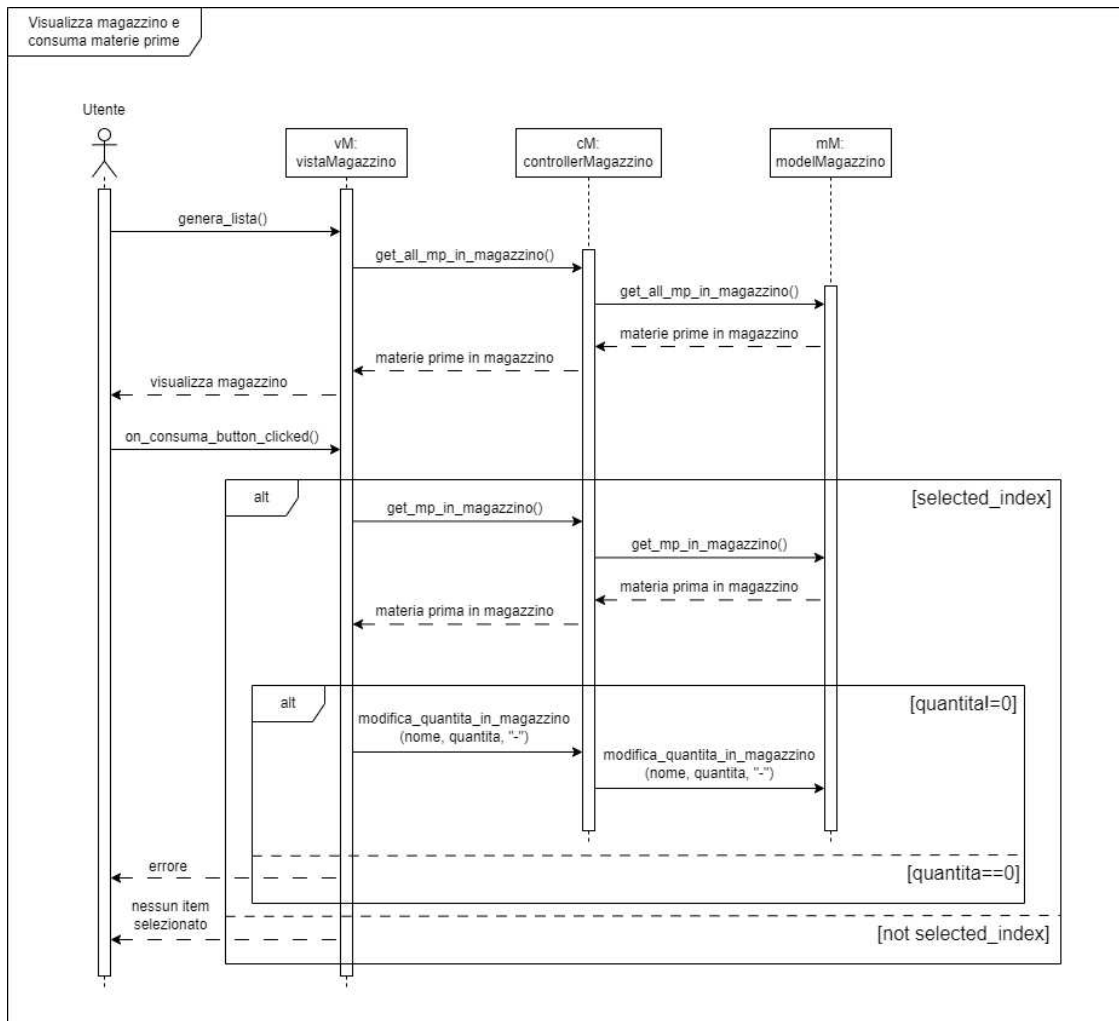 Visualizza magazzino e
consuma materie prime
Utente
vM:
vistaMagazzino
cM:
controllerMagazzino
mM:
modelMagazzino
genera_lista()
get_all_mp_in_magazzino()
get_all_mp_in_magazzino()
materie prime in magazzino
materie prime in magazzino
visualizza magazzino
on_consuma_button_clicked()
alt
[selected_index]
get_mp_in_magazzino()
get_mp_in_magazzino()
materia prima in magazzino
materia prima in magazzino
alt
[quantita!=0]
modifica_quantita_in_magazzino
(nome, quantita, "-")
modifica_quantita_in_magazzino
(nome, quantita, "-")
errore
[quantita==0]
nessun item
selezionato
[not selected_index]